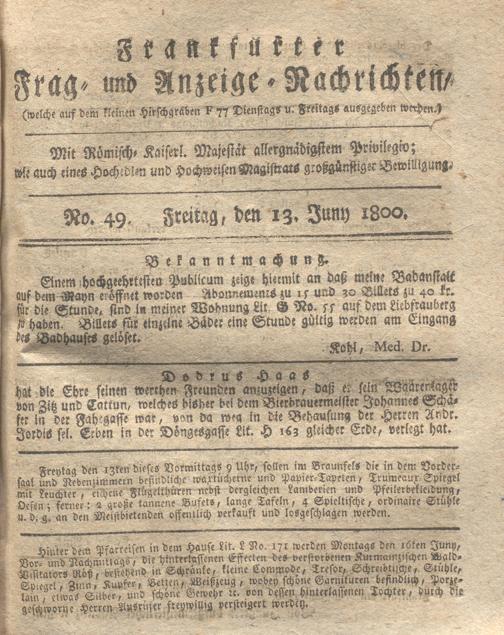 Frankfurter
Frag- und Anzeige-Nachrichten,
(welche auf dem kleinen Hirschgraben F 77 Dienstags u. Freitags ausgegeben werden.)
Mit Römisch-Kaiserl. Majestät allergnädigstem Privilegio;
wie auch eines Hochedlen und Hochweisen Magistrats großgünstiger Bewilligung.
No. 49. Freitag, den 13. Juny 1800.
Bekanntmachung.
Einem hochgeehrtesten Publicum zeige hiermit an daß meine Badanstalt
auf dem Mayn eröffnet worden Abonnements zu 15 und 30 Billets zu 40 kr.
für die Stunde, sind in meiner Wohnung Lit. G No. 55 auf dem Liebfrauberg
zu haben. Billets für einzelne Bäder eine Stunde gültig werden am Eingang
des Badhauses gelöset.
Kohl, Med. Dr.
Dodrus Haas
hat die Ehre seinen werthen Freunden anzuzeigen, daß er sein Waarenlager
von Zitz und Cattun, welches bisher bey dem Bierbrauermeister Johannes Schä-
fer in der Fahrgasse war, von da weg in die Behausung der Herren Andr.
Jordis sel. Erben in der Döngesgasse Lit. H 163 gleicher Erde, verlegt hat.
Freytag den 13ten dieses Vormittags 9 Uhr, sollen im Braunfels die in dem Vorder-
saal und Nebenzimmern befindliche waxtücherne und Papier-Tapeten, Trumeaux-Spiegel
mit Leuchter, eichene Flügelthüren nebst dergleichen Lamberien und Pfeilerbekleidung,
Oefen; ferner: 2 große tannene Bufets, lange Tafeln, 4 Spieltische, ordinaire Stühle
u. d. g. an den Meistbietenden öffentlich verkauft und losgeschlagen werden.
Hinter dem Pfarreisen in dem Hause Lit. L No. 171 werden Montags den 16ten Juny,
Vor- und Nachmittags, die hinterlassenen Effecten des verstorbenen Kurmaynzischen Wald-
Visitators Röß, bestehend in Schränke, kleine Commode, Tresor, Schreibtische, Stühle,
Spiegel, Zinn, Kupfer, Betten, Weißzeug, wobey schöne Garnituren befindlich, Porze-
lain, etwas Silber, und schöne Gewehr ꝛc. von dessen hinterlassenen Tochter, durch die
geschworne Herren Ausrufer freywillig versteigert werden.